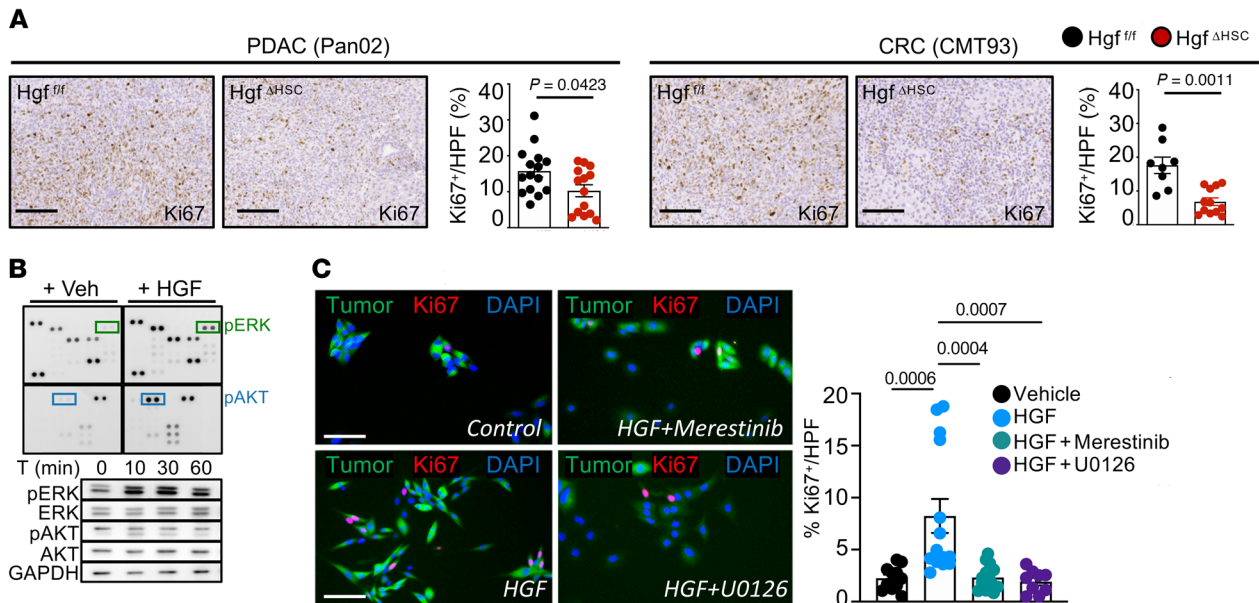 A
PDAC (Pan02)
CRC (CMT93)
Hgf f/f
Hgf ΔHSC
Hgf f/f
Ki67
Hgf ΔHSC
Ki67
Ki67+/HPF (%)
40
30
20
10
0
P = 0.0423
Hgf f/f
Ki67
Hgf ΔHSC
Ki67
Ki67+/HPF (%)
40
30
20
10
0
P = 0.0011
B
+ Veh
+ HGF
pERK
pAKT
T (min) 0 10 30 60
pERK
ERK
pAKT
AKT
GAPDH
C
Tumor Ki67 DAPI
Control
Tumor Ki67 DAPI
HGF+Merestinib
Tumor Ki67 DAPI
HGF
Tumor Ki67 DAPI
HGF+U0126
% Ki67+/HPF
20
15
10
5
0
0.0007
0.0004
0.0006
Vehicle
HGF
HGF+Merestinib
HGF+U0126